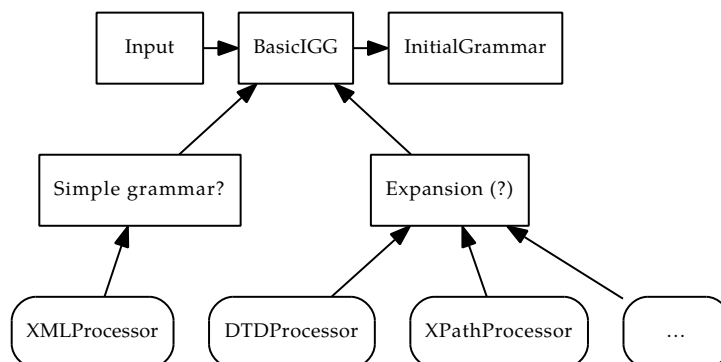 Input
BasicIGG
InitialGrammar
Simple grammar?
Expansion (?)
XMLProcessor
DTDProcessor
XPathProcessor
...